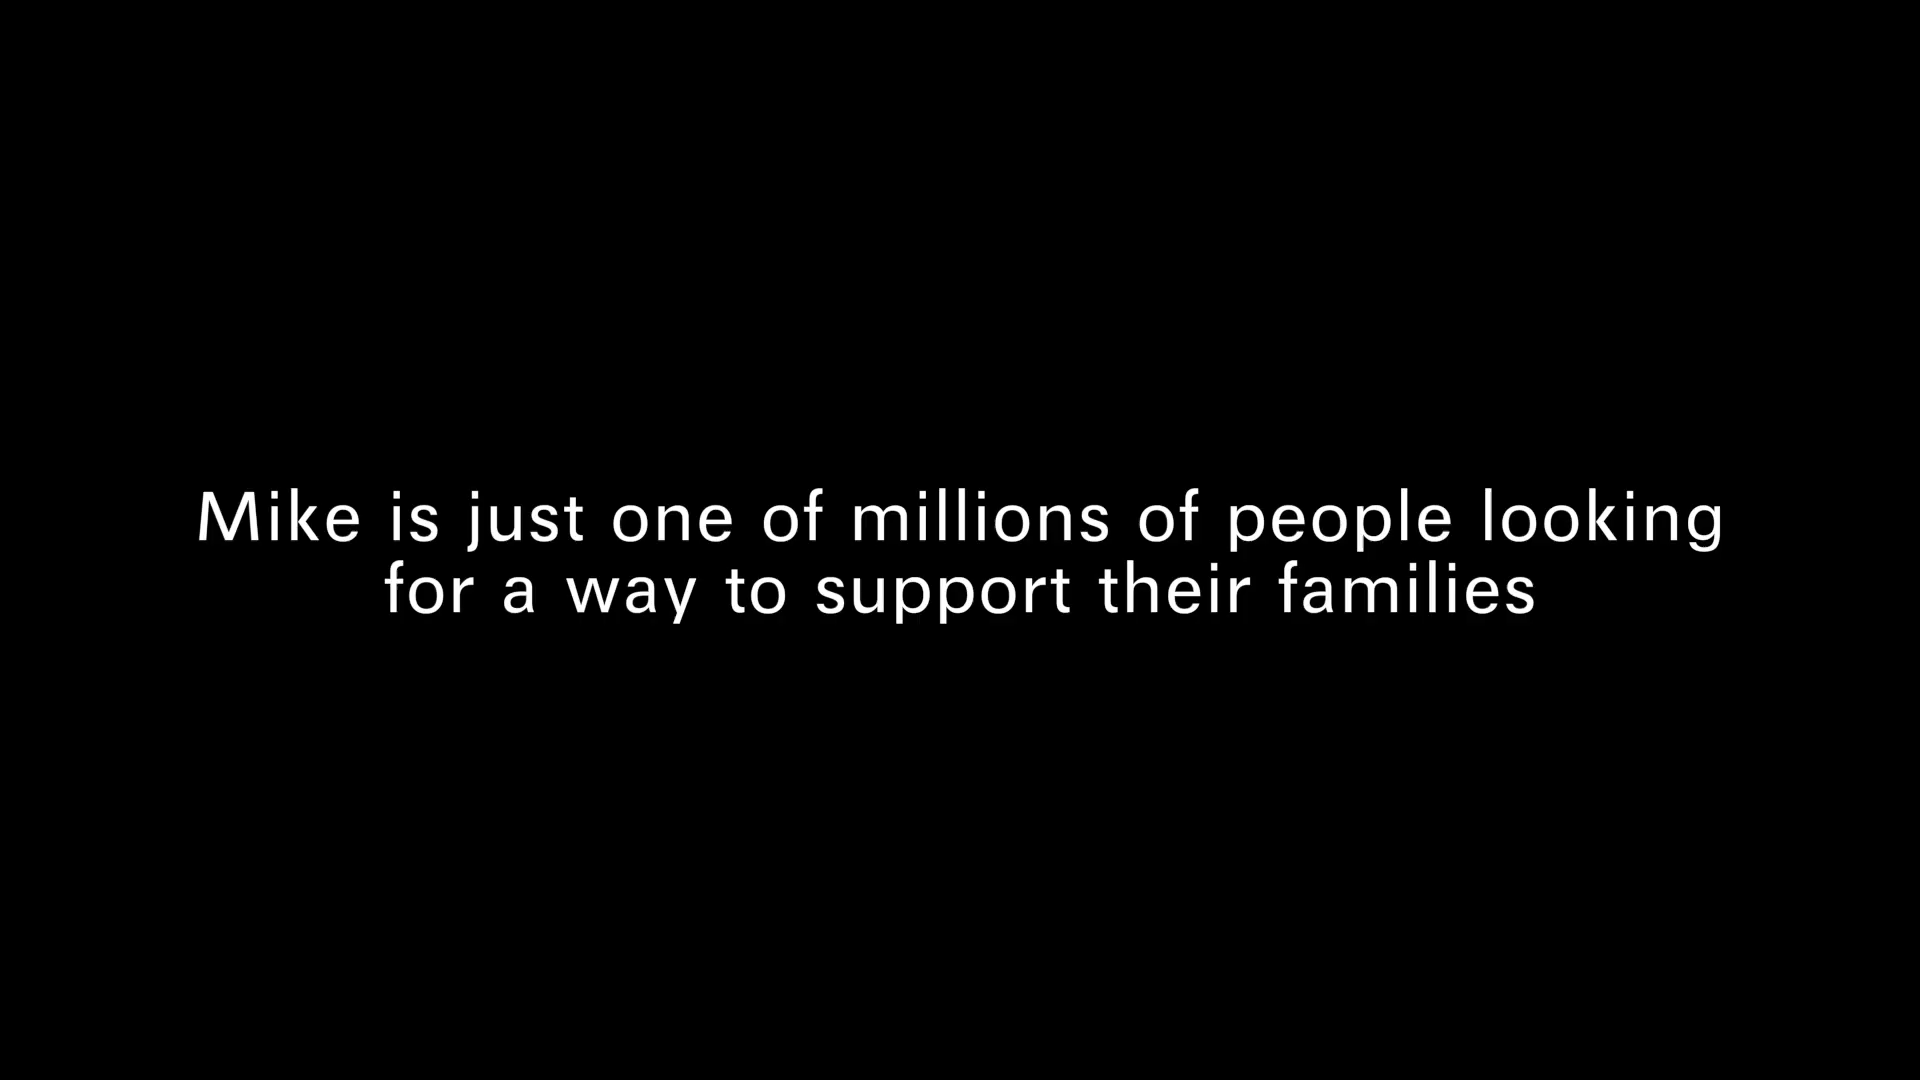 Mike is just one of millions of people looking
for a way to support their families